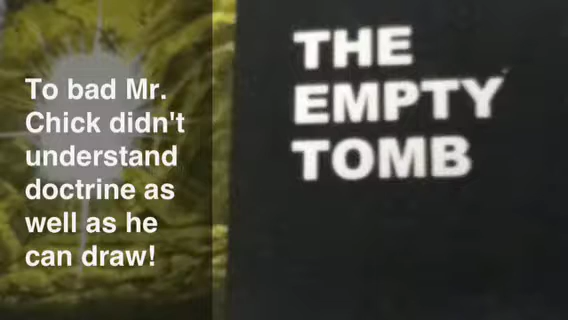 To bad Mr.
Chick didn't
understand
doctrine as
well as he
can draw!
THE
EMPTY
TOMB